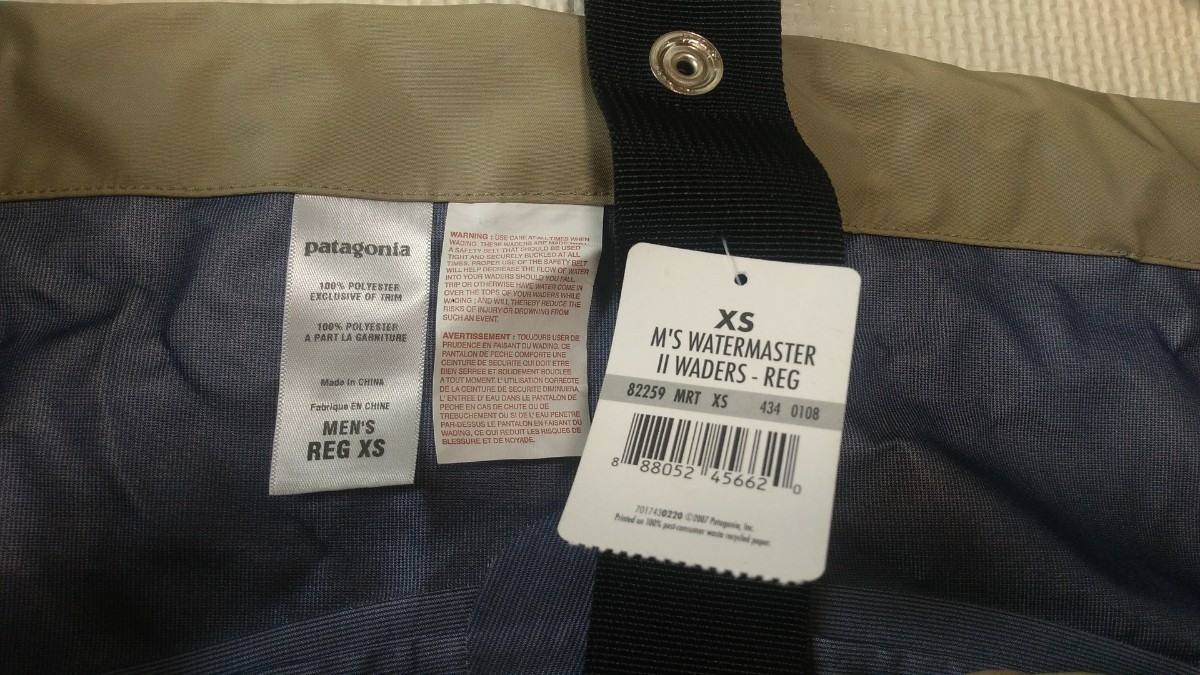 patagonia
100% POLYESTER
EXCLUSIVE OF TRIM
100% POLYESTER
A PART LA GARNITURE
Made in CHINA
Fabriqué EN CHINE
MEN'S
REG XS
WARNING : USE CARE AT ALL TIMES WHEN
WADING. THESE WADERS ARE MADE
A SAFETY BELT THAT SHOULD BE USED
TIGHT AND SECURELY BUCKLED AT ALL
TIMES. PROPER USE OF THE SAFETY BELT
WILL HELP DECREASE THE FLOW OF WATER
INTO YOUR WADERS SHOULD YOU FALL,
TRIP OR OTHERWISE HAVE WATER COME IN
OVER THE TOPS OF YOUR WADERS WHILE
WADING ; AND WILL THEREBY REDUCE THE
RISKS OF INJURY OR DROWNING FROM
SUCH AN EVENT.
AVERTISSEMENT : TOUJOURS USER DE
PRUDENCE EN FAISANT DU WADING. CE
PANTALON DE PECHE COMPORTE UNE
CEINTURE DE SECURITE QUI DOIT ETRE
BIEN SERREE ET SOLIDEMENT BOUCLEE
A TOUT MOMENT. L' UTILISATION CORRECTE
DE LA CEINTURE DE SECURITE DIMINUERA
L' ENTREE D' EAU DANS LE PANTALON DE
PECHE EN CAS DE CHUTE OU DE
TREBUCHEMENT OU SI DE L' EAU PENETRE
PAR-DESSUS LE PANTALON EN FAISANT DU
WADING, CE QUI REDUIT LES RISQUES DE
BLESSURE ET DE NOYADE.
XS
M'S WATERMASTER
II WADERS - REG
82259 MRT XS 434 0108
8 88052 45662 0
7017450220 ©2007 Patagonia, Inc.
Printed on 100% post-consumer waste recycled paper.